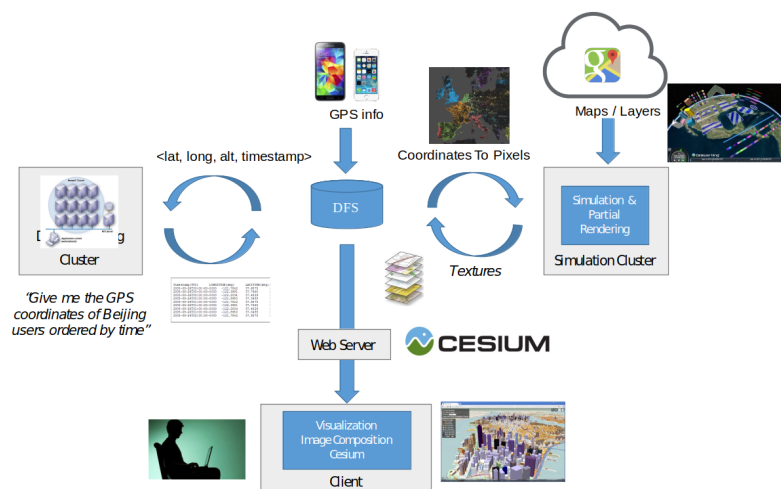 GPS info
Maps / Layers
<lat, long, alt, timestamp>
Coordinates To Pixels
DFS
Simulation &
Partial
Rendering
Simulation Cluster
Cluster
Textures
"Give me the GPS
coordinates of Beijing
users ordered by time"
Web Server
CESIUM
Visualization
Image Composition
Cesium
Client